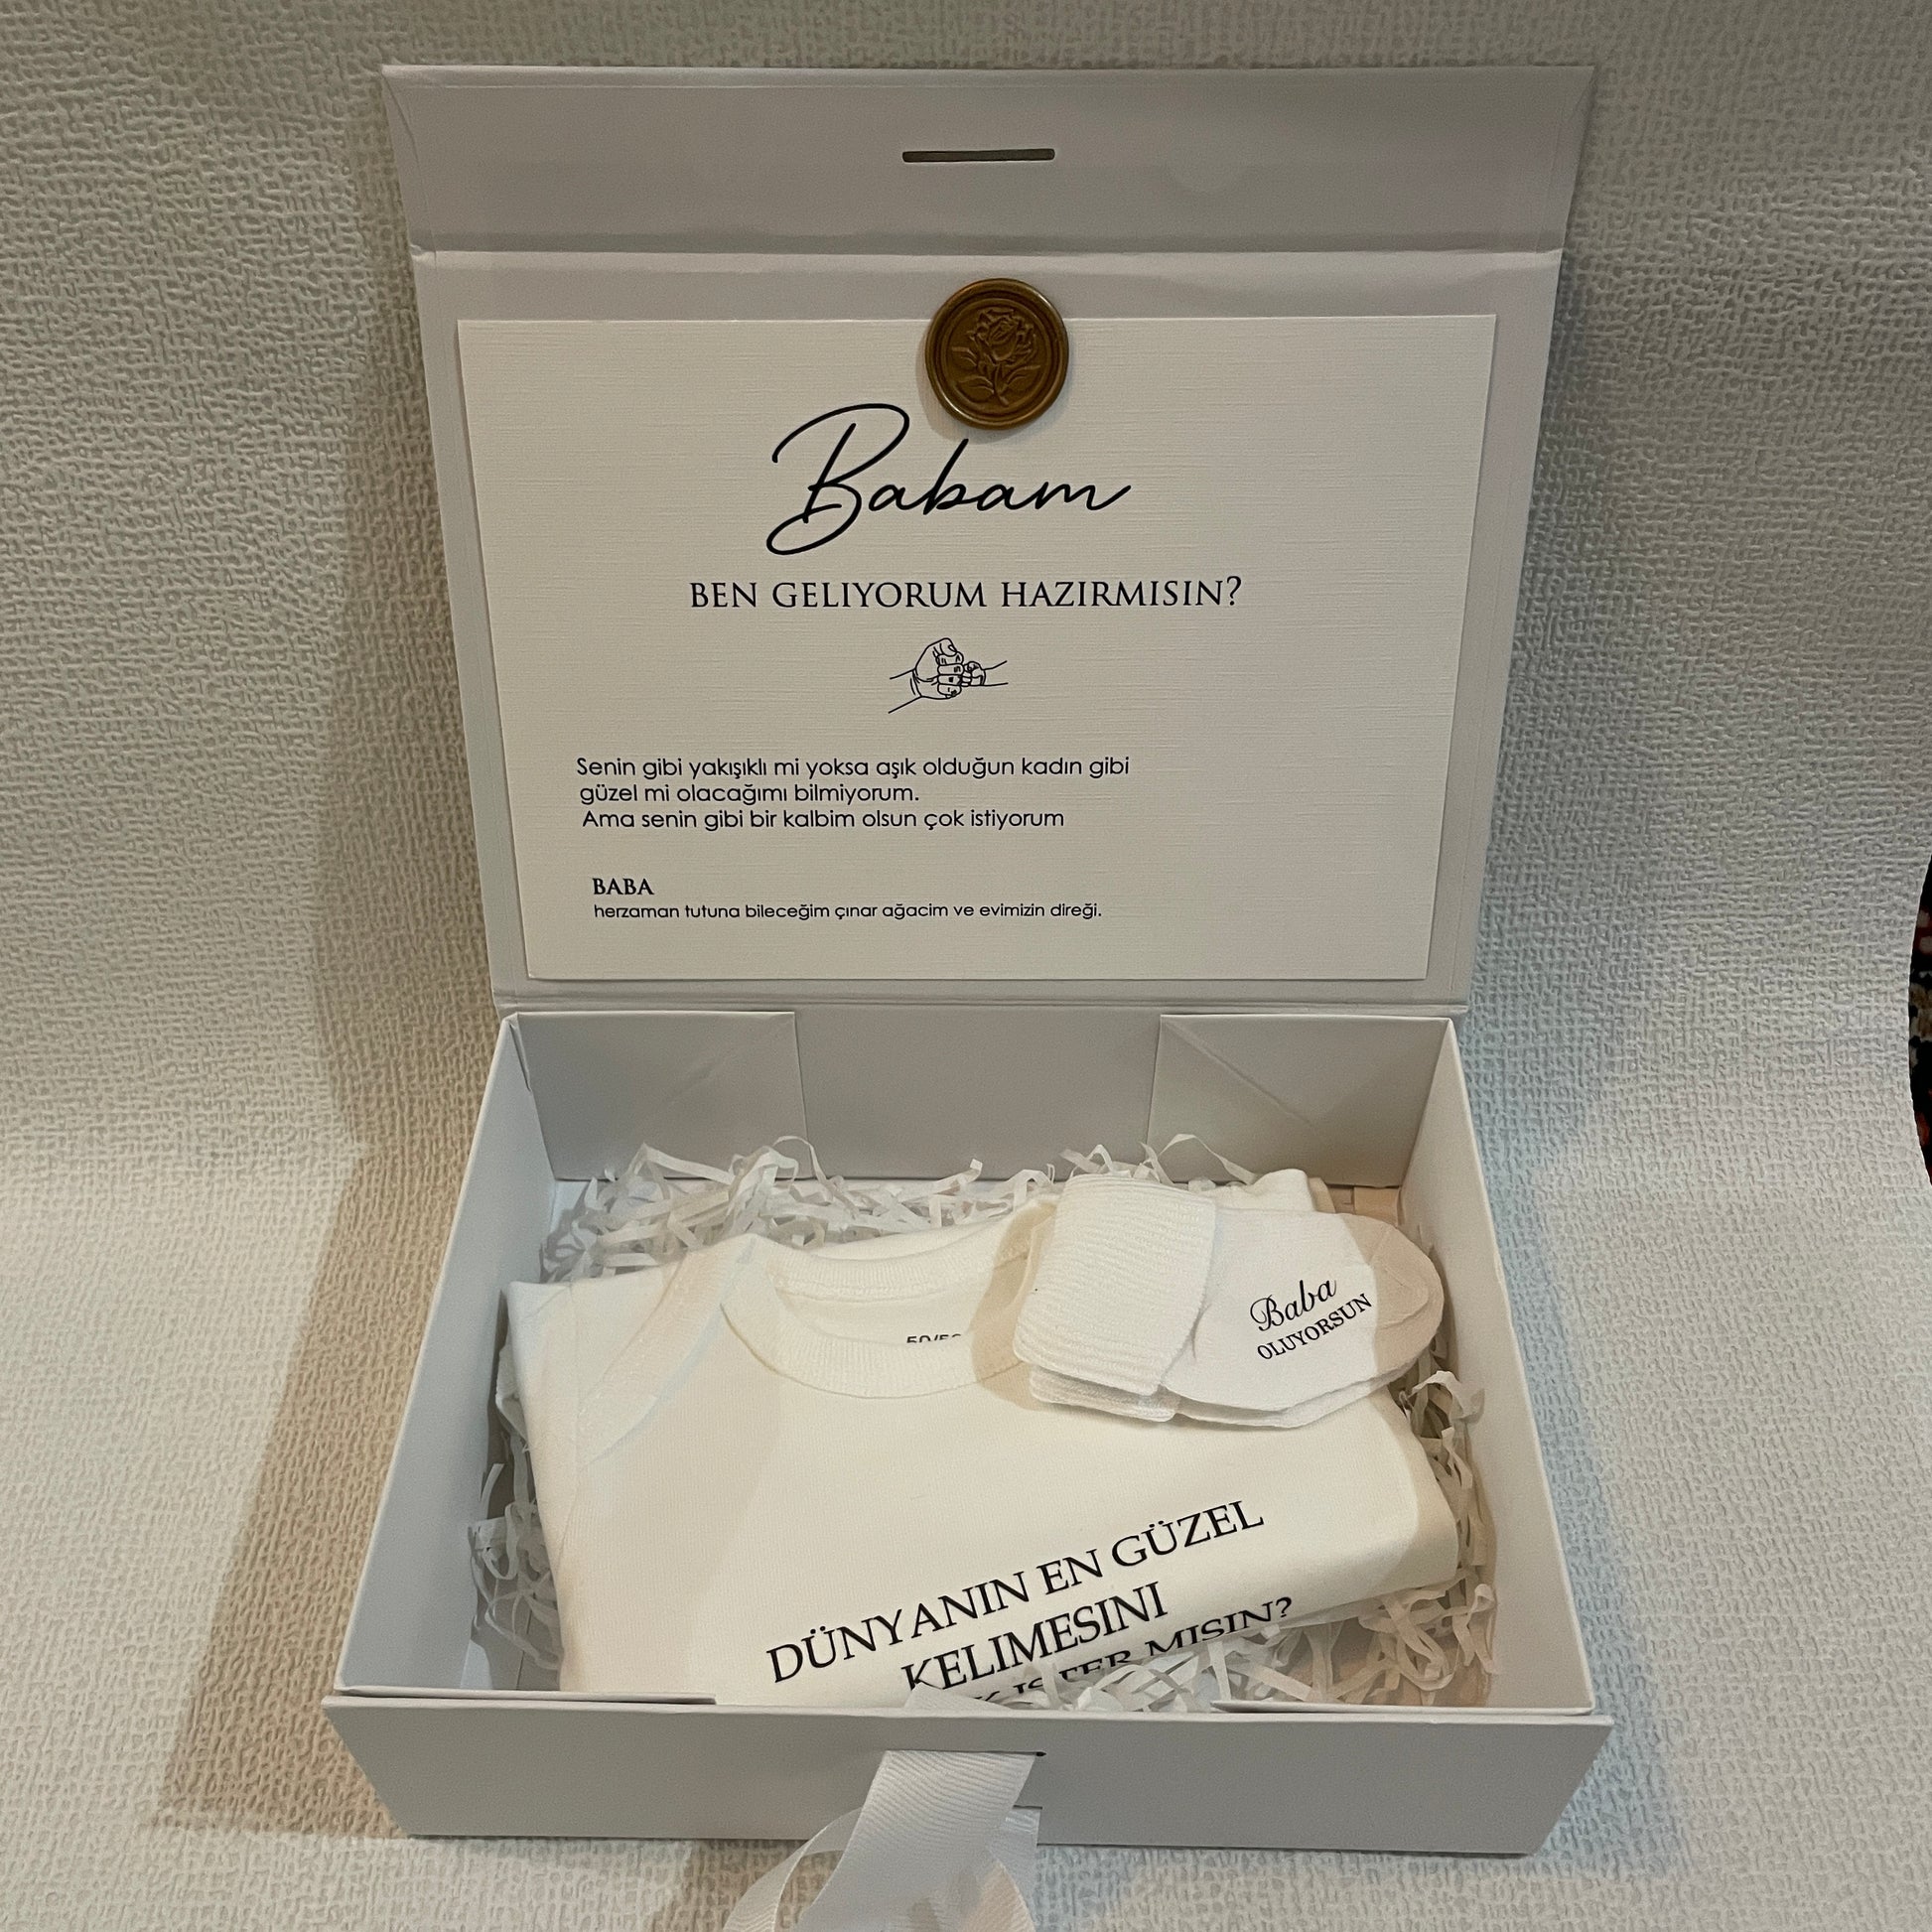 Babam
BEN GELIYORUM HAZIRMISIN?
Senin gibi yakışıklı mi yoksa aşık olduğun kadın gibi
güzel mi olacağımı bilmiyorum.
Ama senin gibi bir kalbim olsun çok istiyorum
BABA
herzaman tutuna bileceğim çınar ağacim ve evimizin direği.
Baba
OLUYORSUN
DÜNYANIN EN GÜZEL
KELIMESINI
ISTER MISIN?